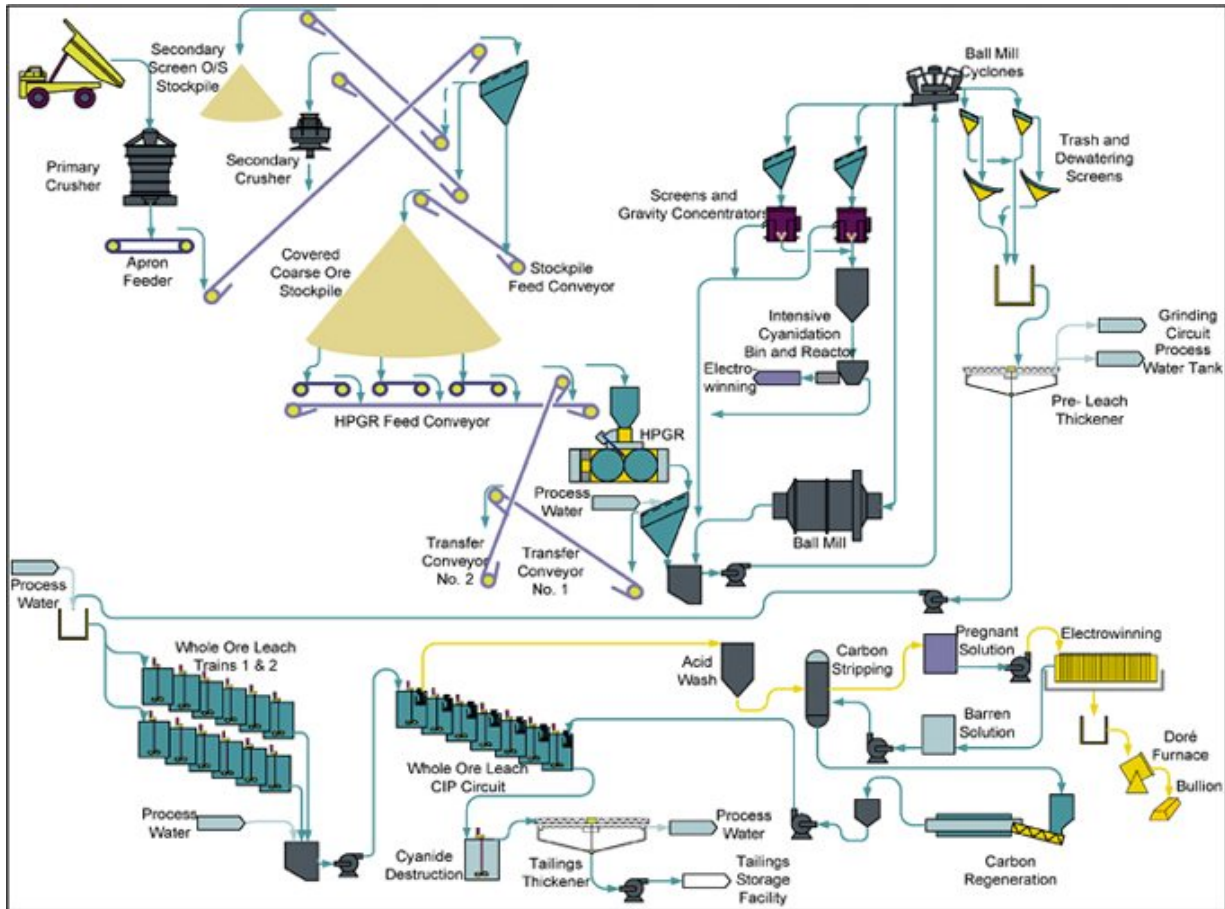 Secondary
Screen O/S
Stockpile
Ball Mill
Cyclones
Primary
Crusher
Secondary
Crusher
Trash and
Dewatering
Screens
Screens and
Gravity Concentrators
Apron
Feeder
Covered
Coarse Ore
Stockpile
Stockpile
Feed Conveyor
Intensive
Cyanidation
Bin and Reactor
Electro-
winning
Grinding
Circuit
Process
Water Tank
Pre- Leach
Thickener
HPGR Feed Conveyor
HPGR
Process
Water
Ball Mill
Transfer
Conveyor
No. 2
Transfer
Conveyor
No. 1
Process
Water
Whole Ore Leach
Trains 1 & 2
Acid
Wash
Carbon
Stripping
Pregnant
Solution
Electrowinning
Barren
Solution
Doré
Furnace
Bullion
Whole Ore Leach
CIP Circuit
Process
Water
Cyanide
Destruction
Tailings
Thickener
Process
Water
Tailings
Storage
Facility
Carbon
Regeneration